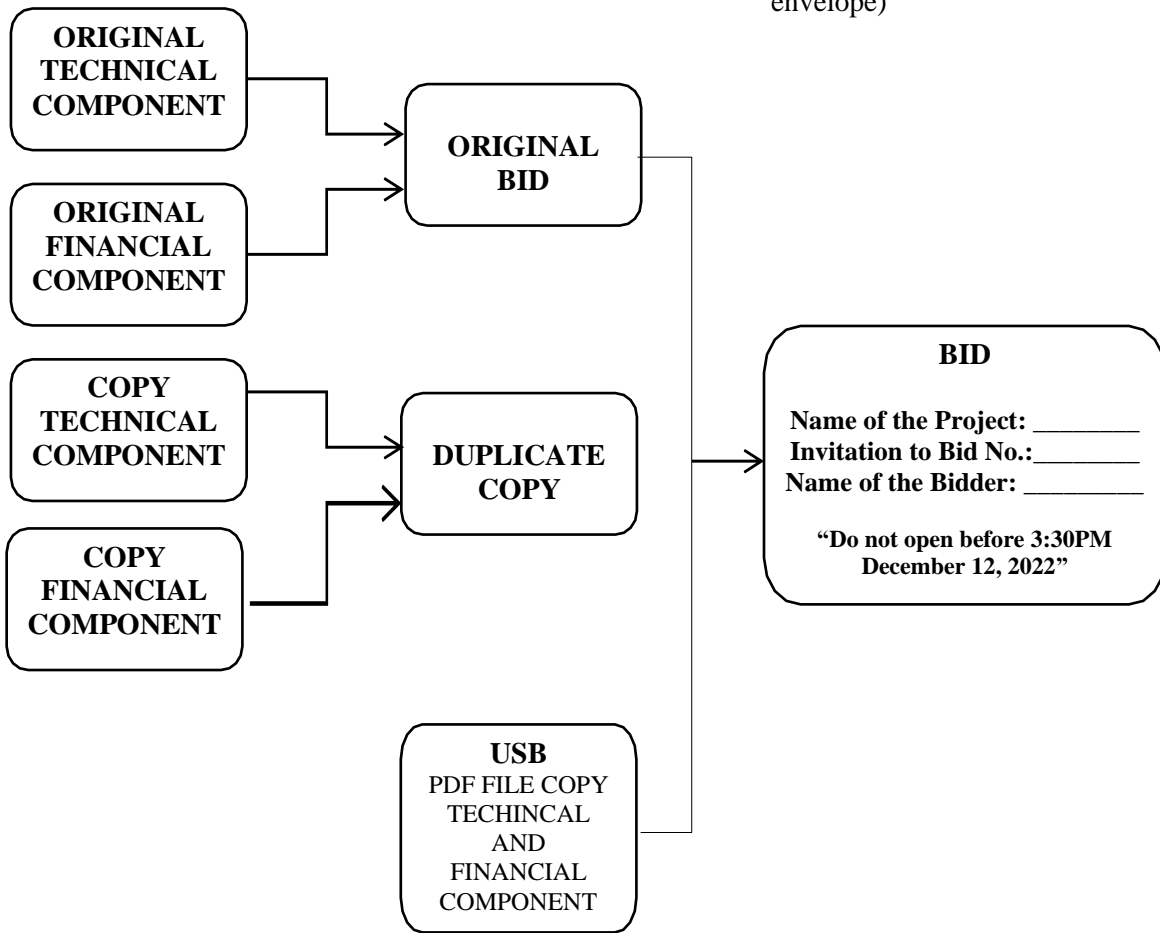 envelope)
ORIGINAL
TECHNICAL
COMPONENT
ORIGINAL
BID
ORIGINAL
FINANCIAL
COMPONENT
COPY
TECHNICAL
COMPONENT
DUPLICATE
COPY
COPY
FINANCIAL
COMPONENT
USB
PDF FILE COPY
TECHINCAL
AND
FINANCIAL
COMPONENT
BID
Name of the Project: ________
Invitation to Bid No.:________
Name of the Bidder: _________
“Do not open before 3:30PM
December 12, 2022”